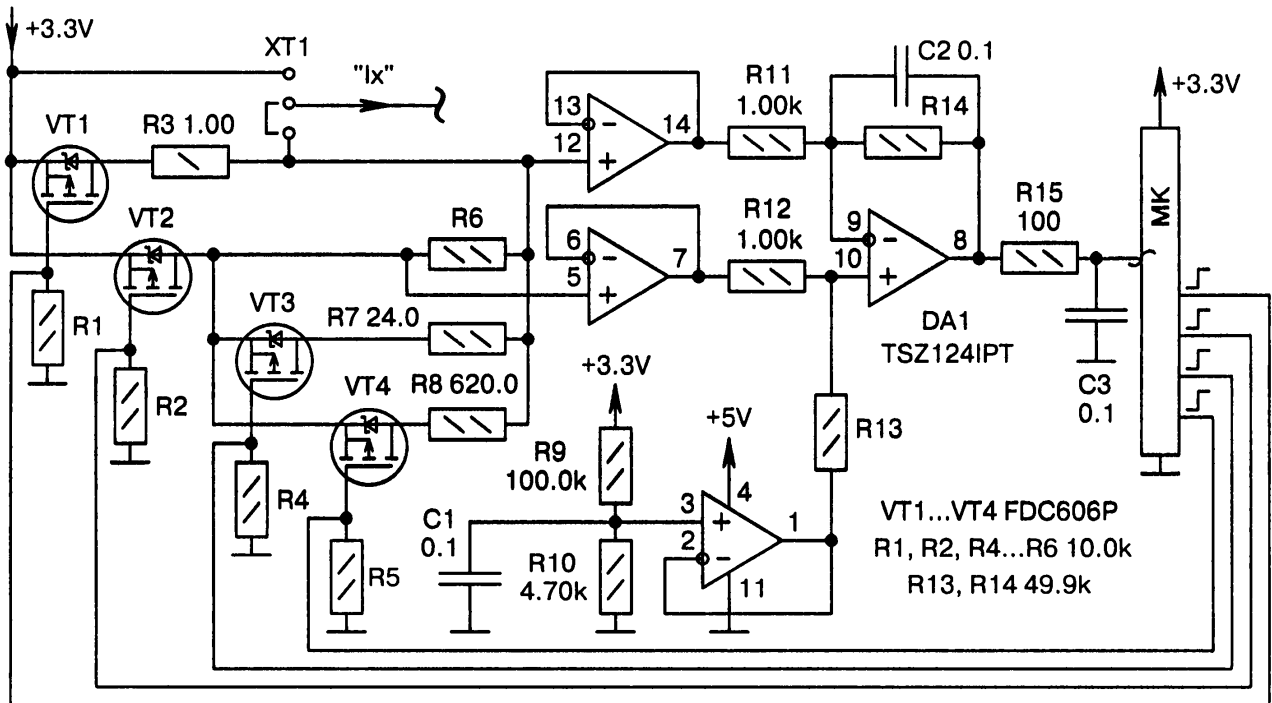 +3.3V
XT1
"Ix"
C2 0.1
R11
1.00k
R14
+3.3V
VT1
R3 1.00
13
12
14
MK
VT2
R6
6
5
7
R12
1.00k
9
10
8
R15
100
R1
VT3
R7 24.0
DA1
TSZ124IPT
+3.3V
C3
0.1
R2
VT4
R8 620.0
R9
100.0k
+5V
R13
R4
4
3
2
1
11
C1
0.1
R10
4.70k
R5
VT1...VT4 FDC606P
R1, R2, R4...R6 10.0k
R13, R14 49.9k